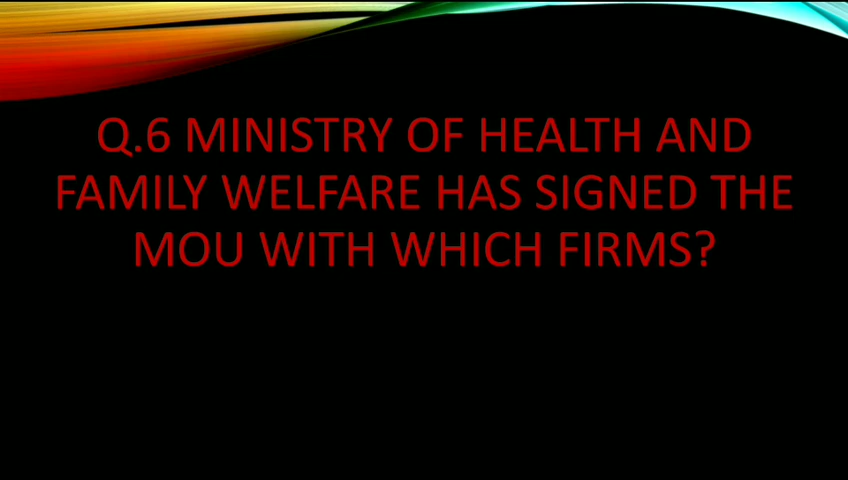 Q.6 MINISTRY OF HEALTH AND
FAMILY WELFARE HAS SIGNED THE
MOU WITH WHICH FIRMS?